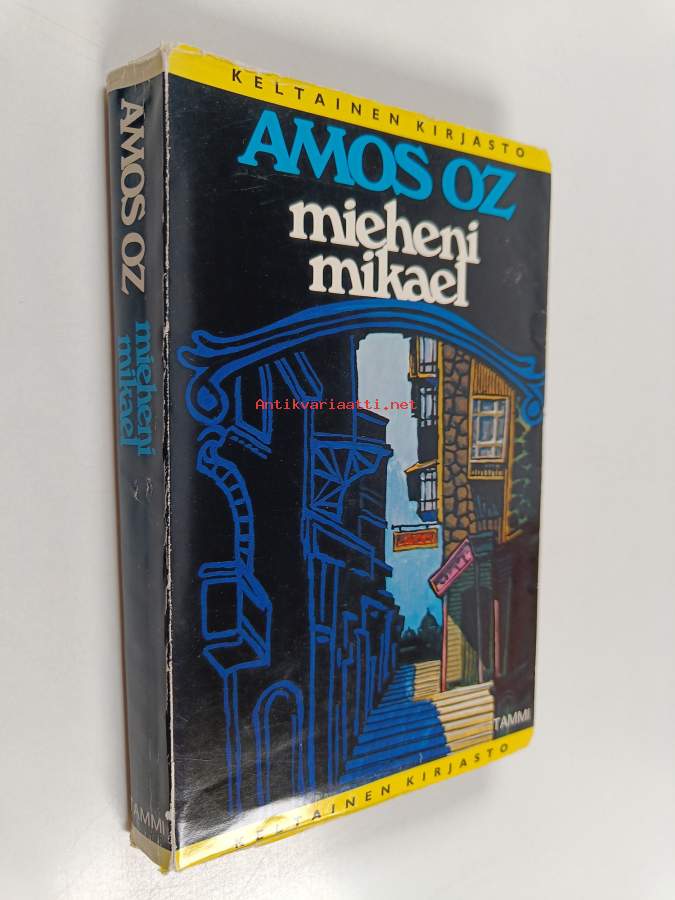 KELTAINEN KIRJASTO
AMOS OZ
mieheni
mikael
TAMMI
KELTAINEN KIRJASTO
AMOS OZ
mieheni
mikael
TAMMI
Antikvariaatti.net